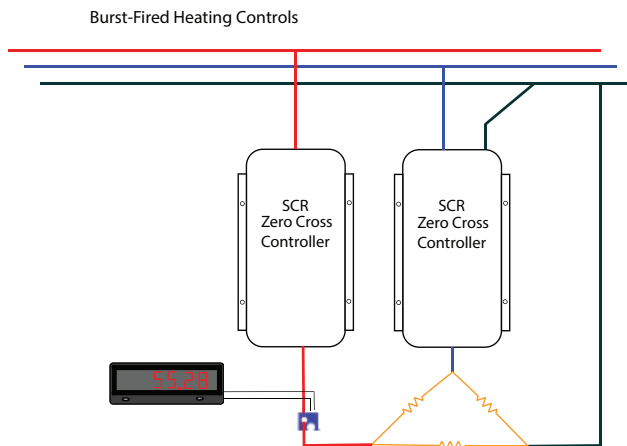 Burst-Fired Heating Controls
SCR
Zero Cross
Controller
SCR
Zero Cross
Controller
55.28